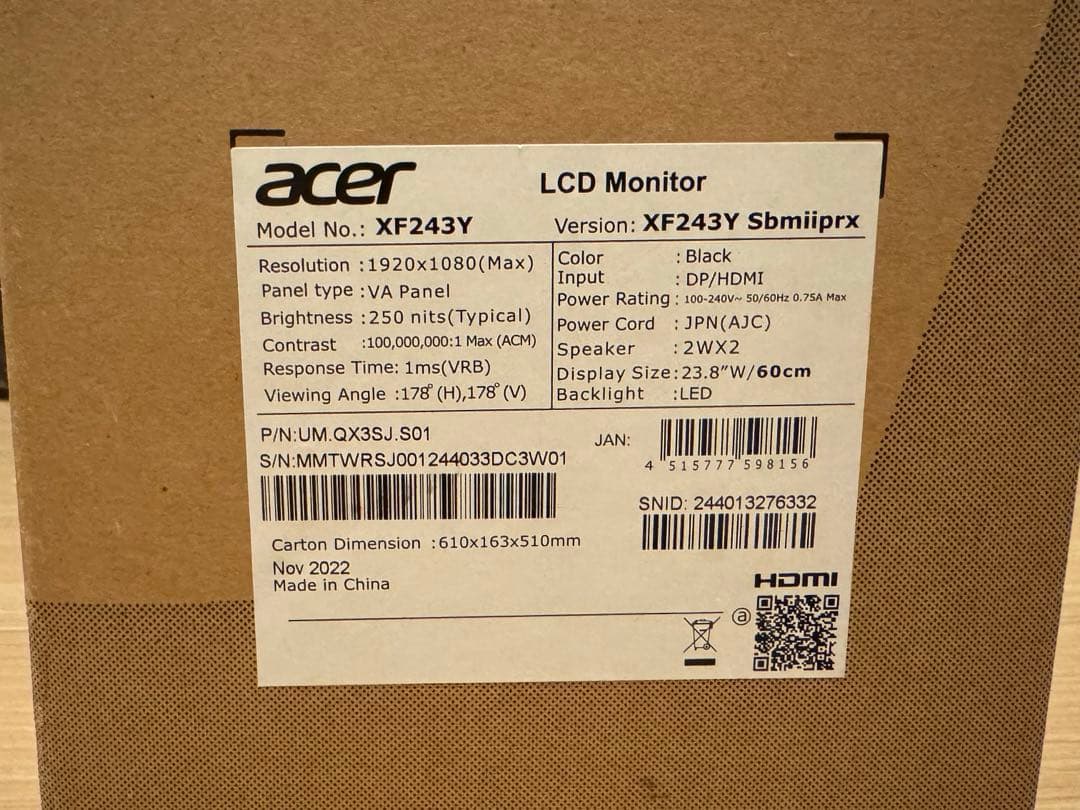 acer
LCD Monitor
Model No.: XF243Y
Version: XF243Y Sbmiiprx
Resolution :1920x1080(Max)
Panel type :VA Panel
Brightness :250 nits(Typical)
Contrast :100,000,000:1 Max (ACM)
Response Time: 1ms(VRB)
Viewing Angle :178°(H),178°(V)
Color : Black
Input : DP/HDMI
Power Rating : 100-240V~ 50/60Hz 0.75A Max
Power Cord : JPN(AJC)
Speaker : 2WX2
Display Size:23.8"W/60cm
Backlight :LED
P/N:UM.QX3SJ.S01
S/N:MMTWRSJ001244033DC3W01
JAN:
4 515777 598156
SNID: 244013276332
Carton Dimension :610x163x510mm
Nov 2022
Made in China
HDMI
a